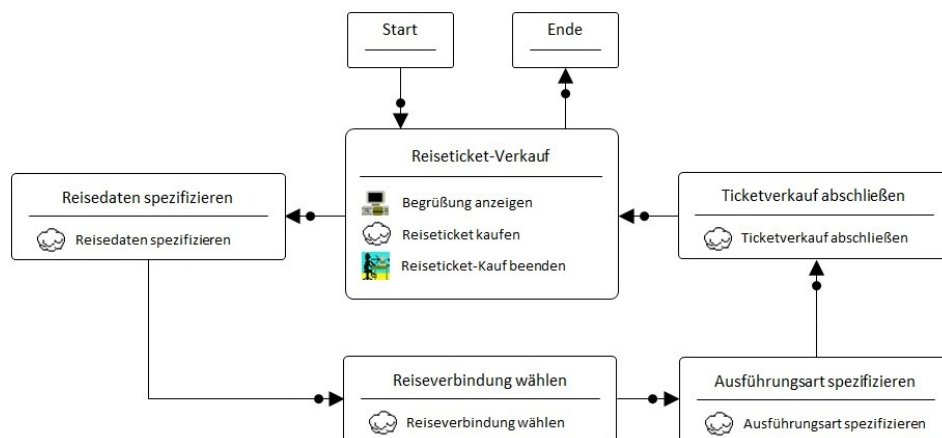 Start
Ende
Reiseticket-Verkauf
Begrüßung anzeigen
Reiseticket kaufen
Reiseticket-Kauf beenden
Reisedaten spezifizieren
Reisedaten spezifizieren
Ticketverkauf abschließen
Ticketverkauf abschließen
Reiseverbindung wählen
Reiseverbindung wählen
Ausführungsart spezifizieren
Ausführungsart spezifizieren